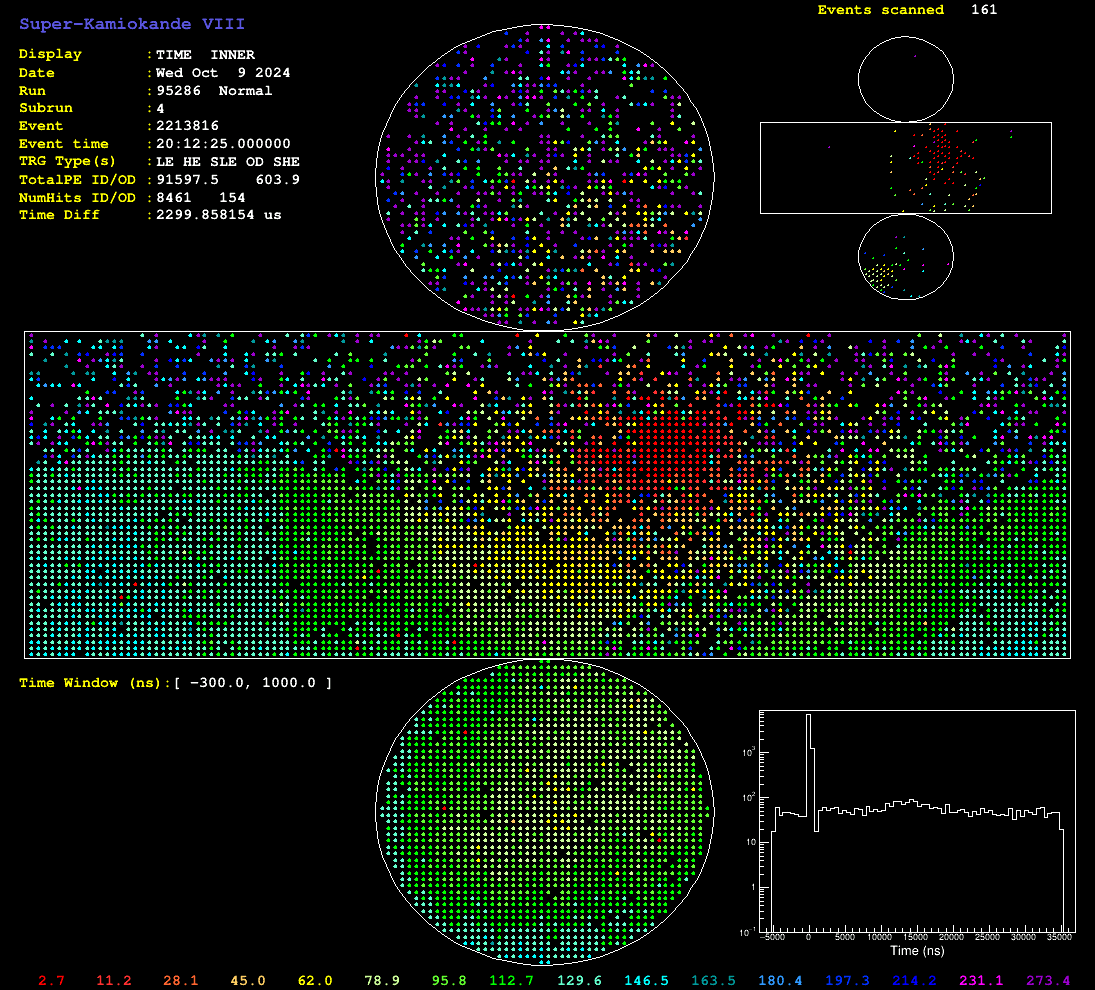 Super-Kamiokande VIII
Display :TIME INNER
Date :Wed Oct 9 2024
Run :95286 Normal
Subrun :4
Event :2213816
Event time :20:12:25.000000
TRG Type(s) :LE HE SLE OD SHE
TotalPE ID/OD :91597.5 603.9
NumHits ID/OD :8461 154
Time Diff :2299.858154 us
Events scanned 161
Time Window (ns):[ -300.0, 1000.0 ]
10^3
10^2
10
1
10^-1
-5000 0 5000 10000 15000 20000 25000 30000 35000
Time (ns)
2.7 11.2 28.1 45.0 62.0 78.9 95.8 112.7 129.6 146.5 163.5 180.4 197.3 214.2 231.1 273.4